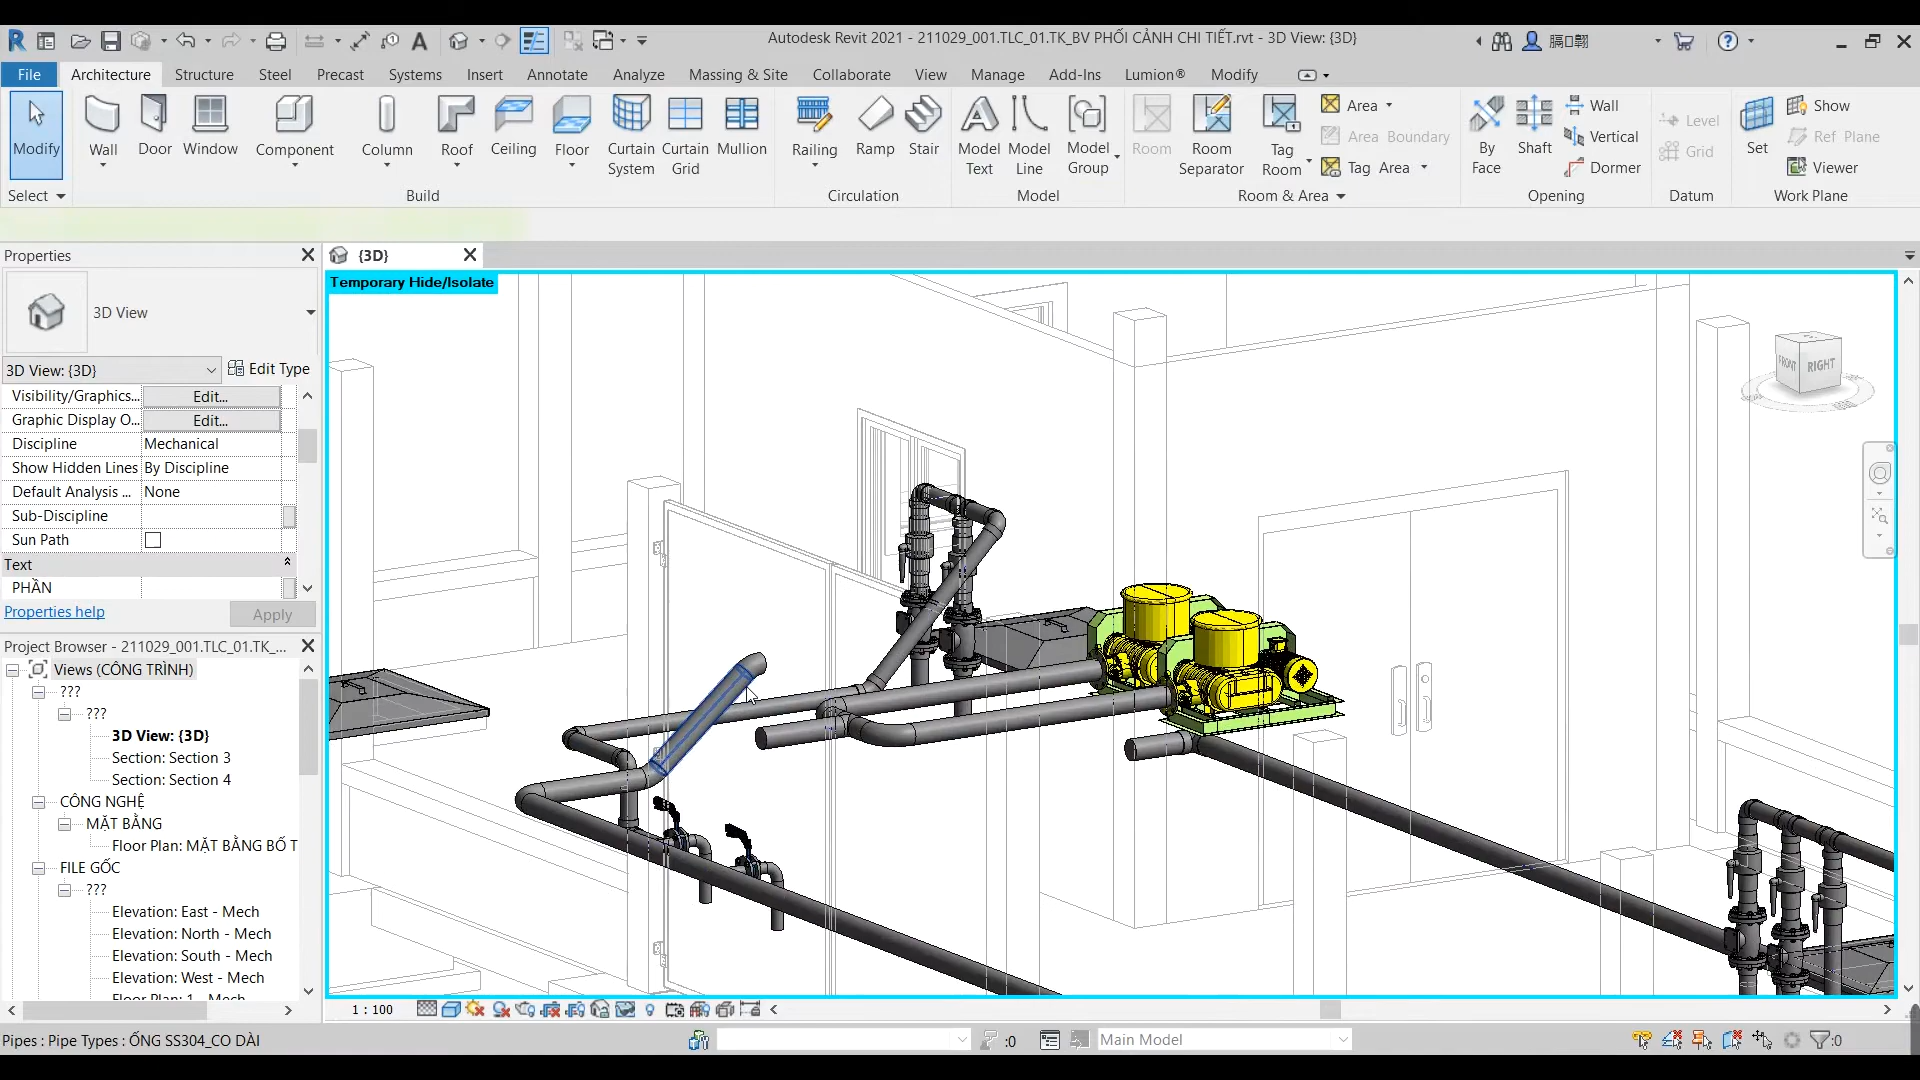 Autodesk Revit 2021 - 211029_001.TLC_01.TK_BV PHỐI CẢNH CHI TIẾT.rvt - 3D View: {3D}
File Architecture Structure Steel Precast Systems Insert Annotate Analyze Massing & Site Collaborate View Manage Add-Ins Lumion® Modify
Modify
Wall
Door
Window
Component
Column
Roof
Ceiling
Floor
Curtain System
Curtain Grid
Mullion
Railing
Ramp
Stair
Model Text
Model Line
Model Group
Room
Room Separator
Tag Room
Area
Area Boundary
Tag Area
By Face
Shaft
Wall
Vertical
Dormer
Level
Grid
Set
Show
Ref Plane
Viewer
Select
Build
Circulation
Model
Room & Area
Opening
Datum
Work Plane
Properties
{3D}
Temporary Hide/Isolate
3D View
3D View: {3D}
Edit Type
Visibility/Graphics... Edit...
Graphic Display O... Edit...
Discipline Mechanical
Show Hidden Lines By Discipline
Default Analysis ... None
Sub-Discipline
Sun Path
Text
PHẦN
Properties help
Apply
Project Browser - 211029_001.TLC_01.TK_...
Views (CÔNG TRÌNH)
???
???
3D View: {3D}
Section: Section 3
Section: Section 4
CÔNG NGHỆ
MẶT BẰNG
Floor Plan: MẶT BẰNG BỐ T
FILE GỐC
???
Elevation: East - Mech
Elevation: North - Mech
Elevation: South - Mech
Elevation: West - Mech
Floor Plan: 1 - Mech
FRONT
RIGHT
1 : 100
Pipes : Pipe Types : ỐNG SS304_CO DÀI
:0
Main Model
:0